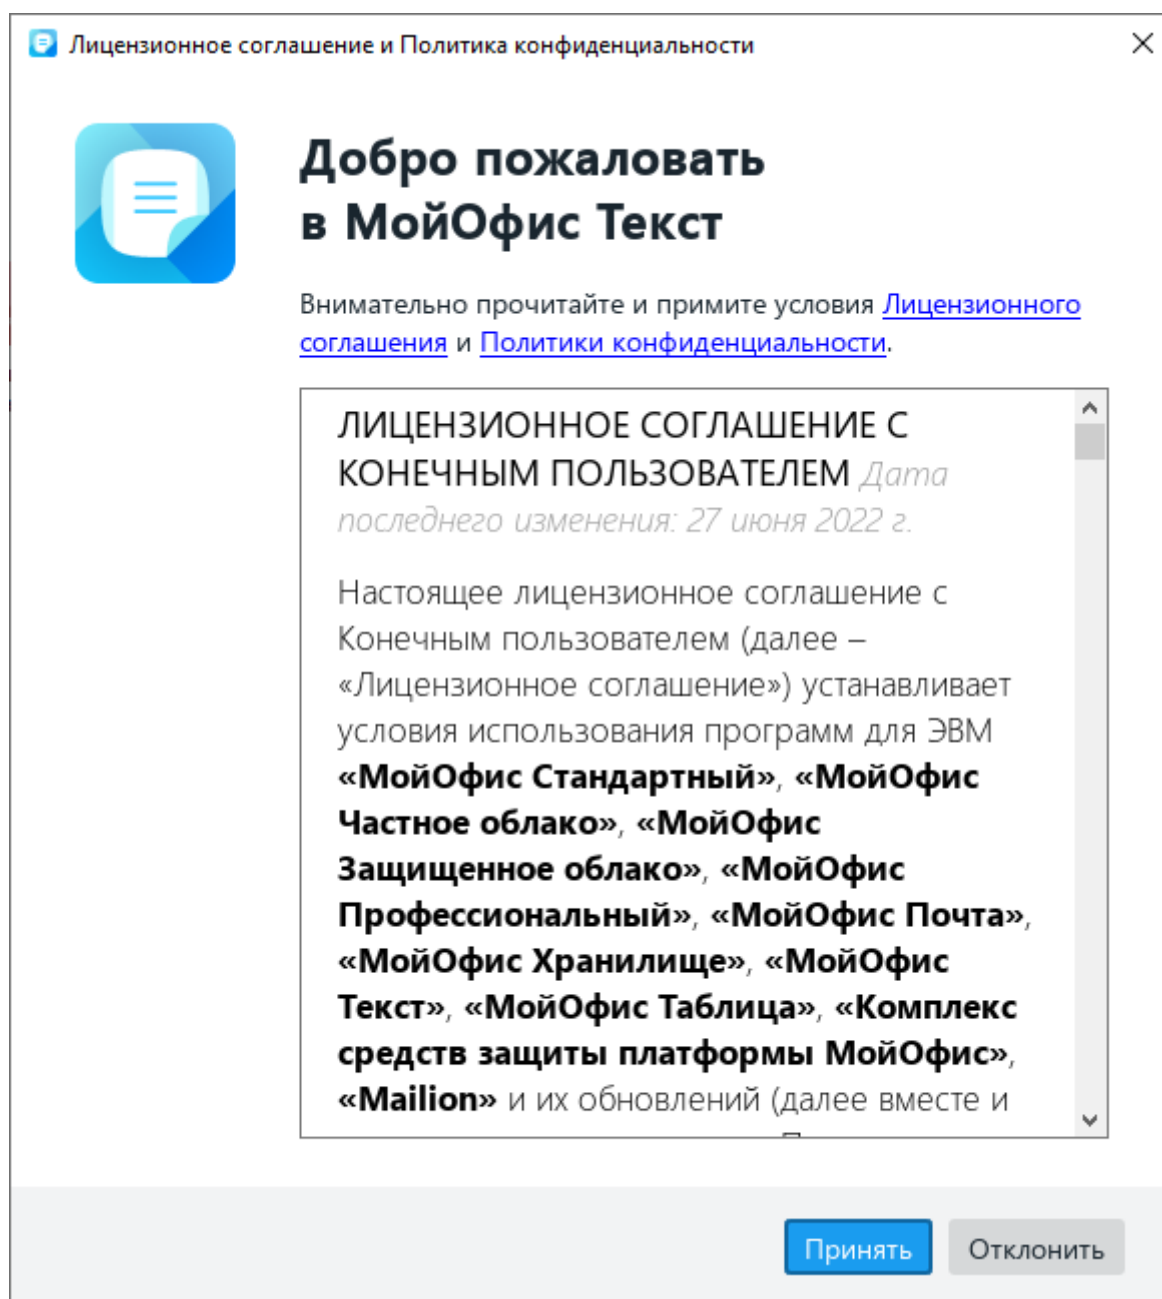 Лицензионное соглашение и Политика конфиденциальности
Добро пожаловать
в МойОфис Текст
Внимательно прочитайте и примите условия Лицензионного
соглашения и Политики конфиденциальности.
ЛИЦЕНЗИОННОЕ СОГЛАШЕНИЕ С
КОНЕЧНЫМ ПОЛЬЗОВАТЕЛЕМ Дата
последнего изменения: 27 июня 2022 г.
Настоящее лицензионное соглашение с
Конечным пользователем (далее –
«Лицензионное соглашение») устанавливает
условия использования программ для ЭВМ
«МойОфис Стандартный», «МойОфис
Частное облако», «МойОфис
Защищенное облако», «МойОфис
Профессиональный», «МойОфис Почта»,
«МойОфис Хранилище», «МойОфис
Текст», «МойОфис Таблица», «Комплекс
средств защиты платформы МойОфис»,
«Mailion» и их обновлений (далее вместе и
Принять
Отклонить